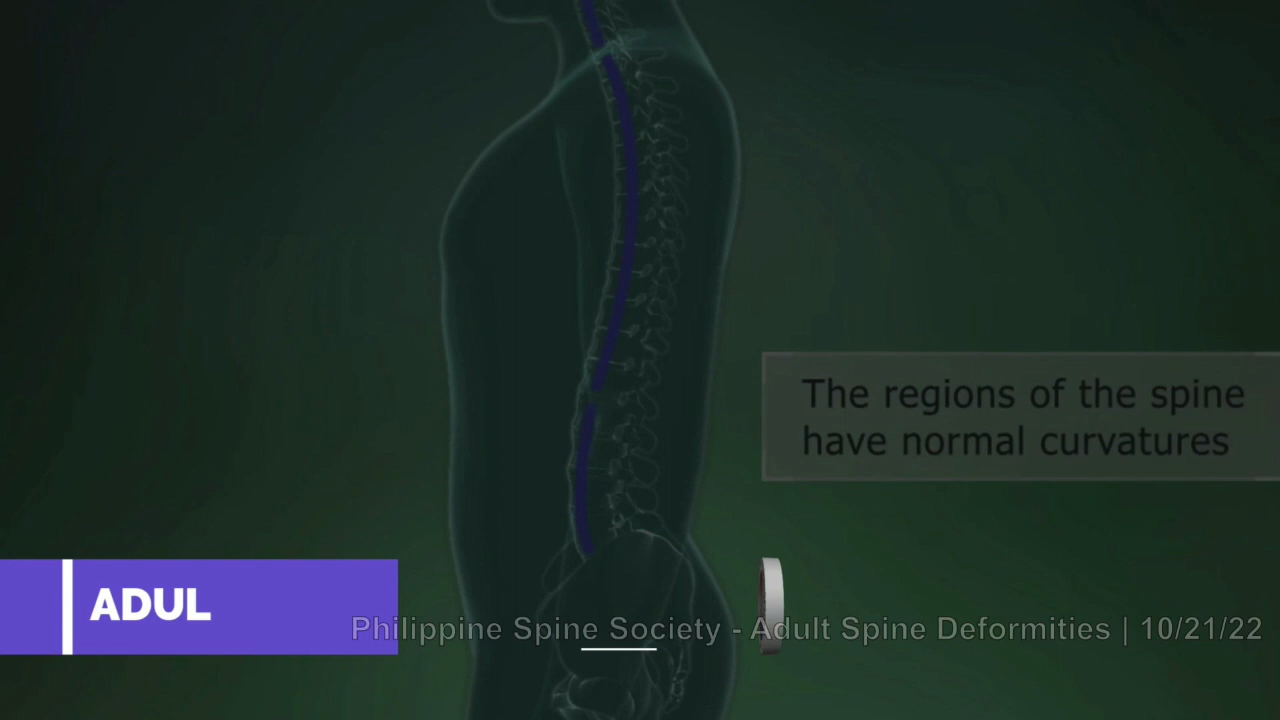 The regions of the spine
have normal curvatures
ADUL
Philippine Spine Society - Adult Spine Deformities | 10/21/22